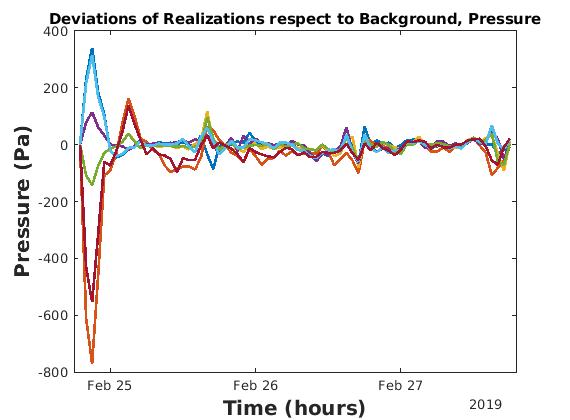 Deviations of Realizations respect to Background, Pressure
400
200
0
-200
-400
-600
-800
Pressure (Pa)
Feb 25
Feb 26
Feb 27
2019
Time (hours)